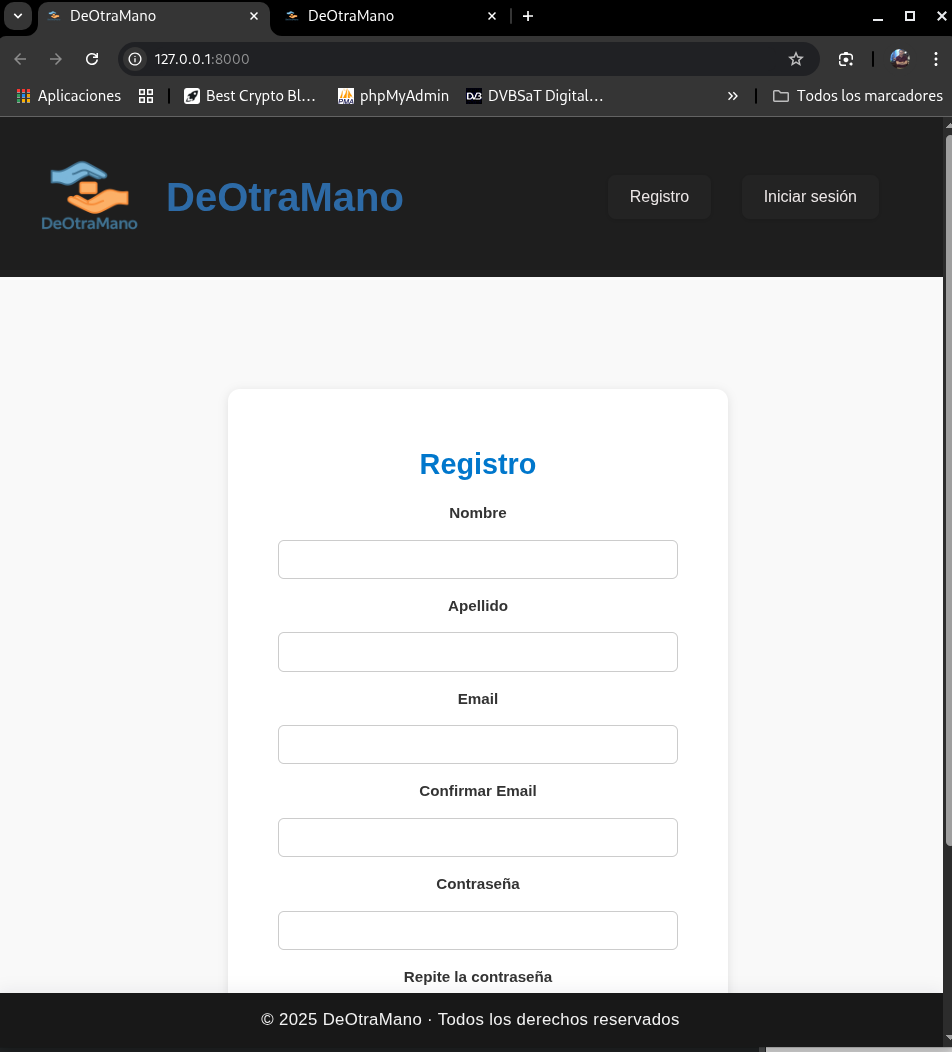 DeOtraMano
DeOtraMano
127.0.0.1:8000
Aplicaciones
Best Crypto Bl...
phpMyAdmin
DVBSaT Digital...
Todos los marcadores
DeOtraMano
DeOtraMano
Registro
Iniciar sesión
Registro
Nombre
Apellido
Email
Confirmar Email
Contraseña
Repite la contraseña
© 2025 DeOtraMano · Todos los derechos reservados